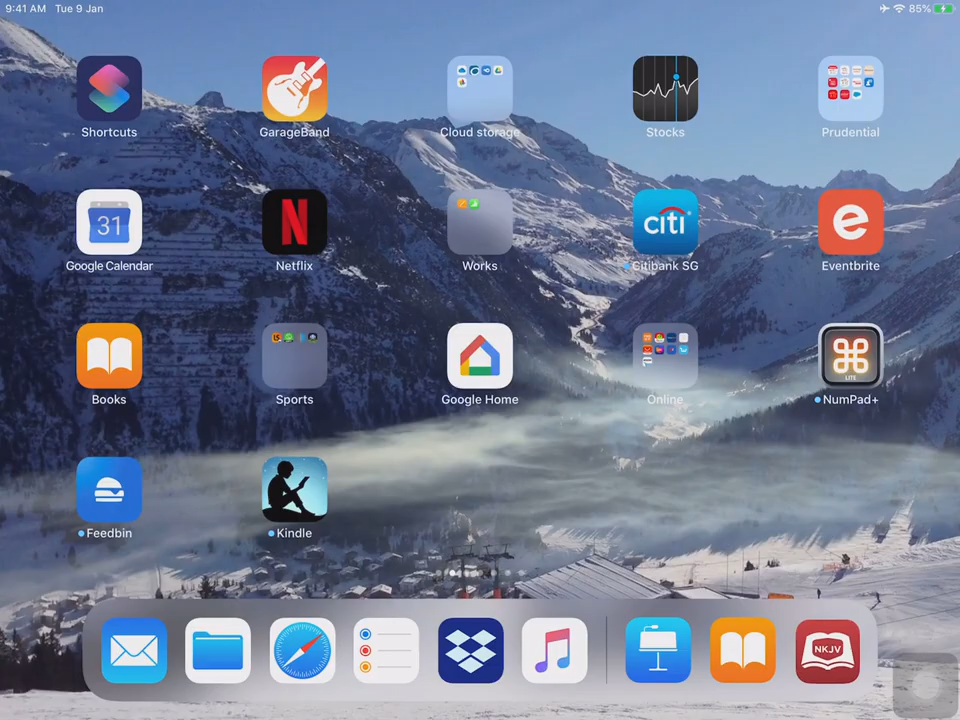 9:41 AM Tue 9 Jan
85%
Shortcuts
GarageBand
Cloud storage
Stocks
Prudential
31
Google Calendar
N
Netflix
Works
citi
Citibank SG
e
Eventbrite
Books
Sports
Google Home
Online
LITE
NumPad+
Feedbin
Kindle
NKJV